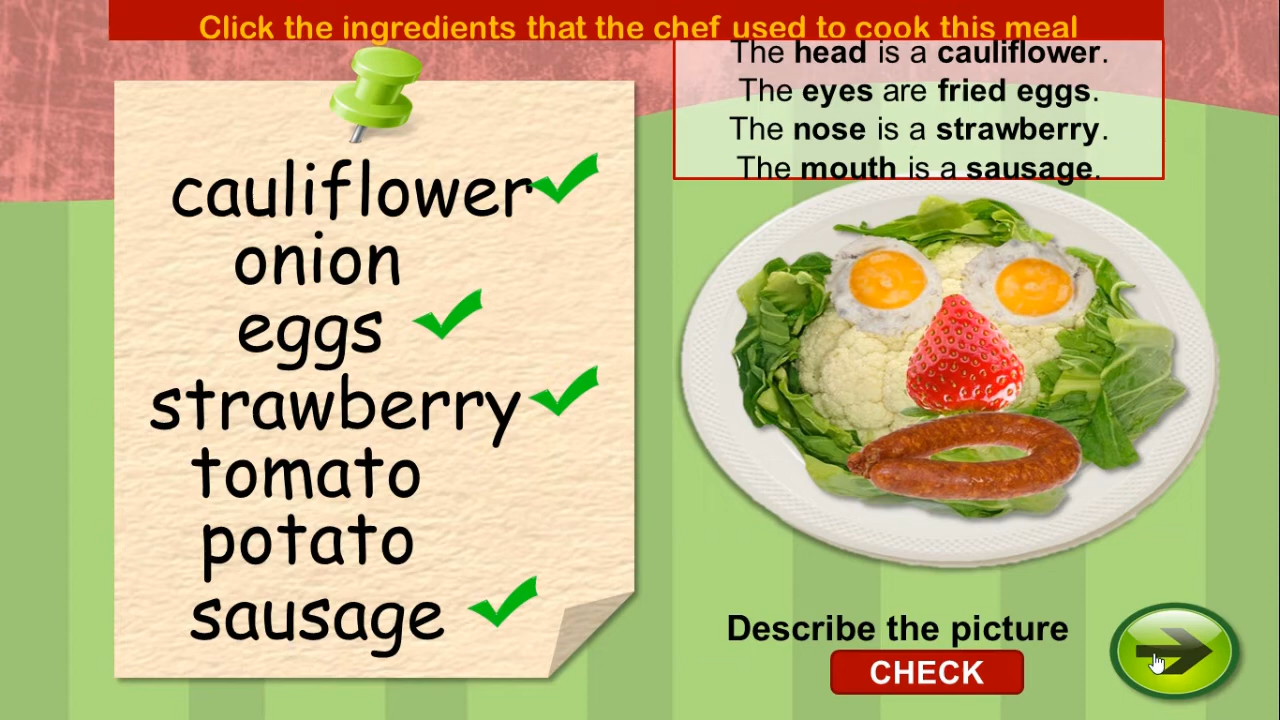 Click the ingredients that the chef used to cook this meal
The head is a cauliflower.
The eyes are fried eggs.
The nose is a strawberry.
The mouth is a sausage.
cauliflower
onion
eggs
strawberry
tomato
potato
sausage
Describe the picture
CHECK